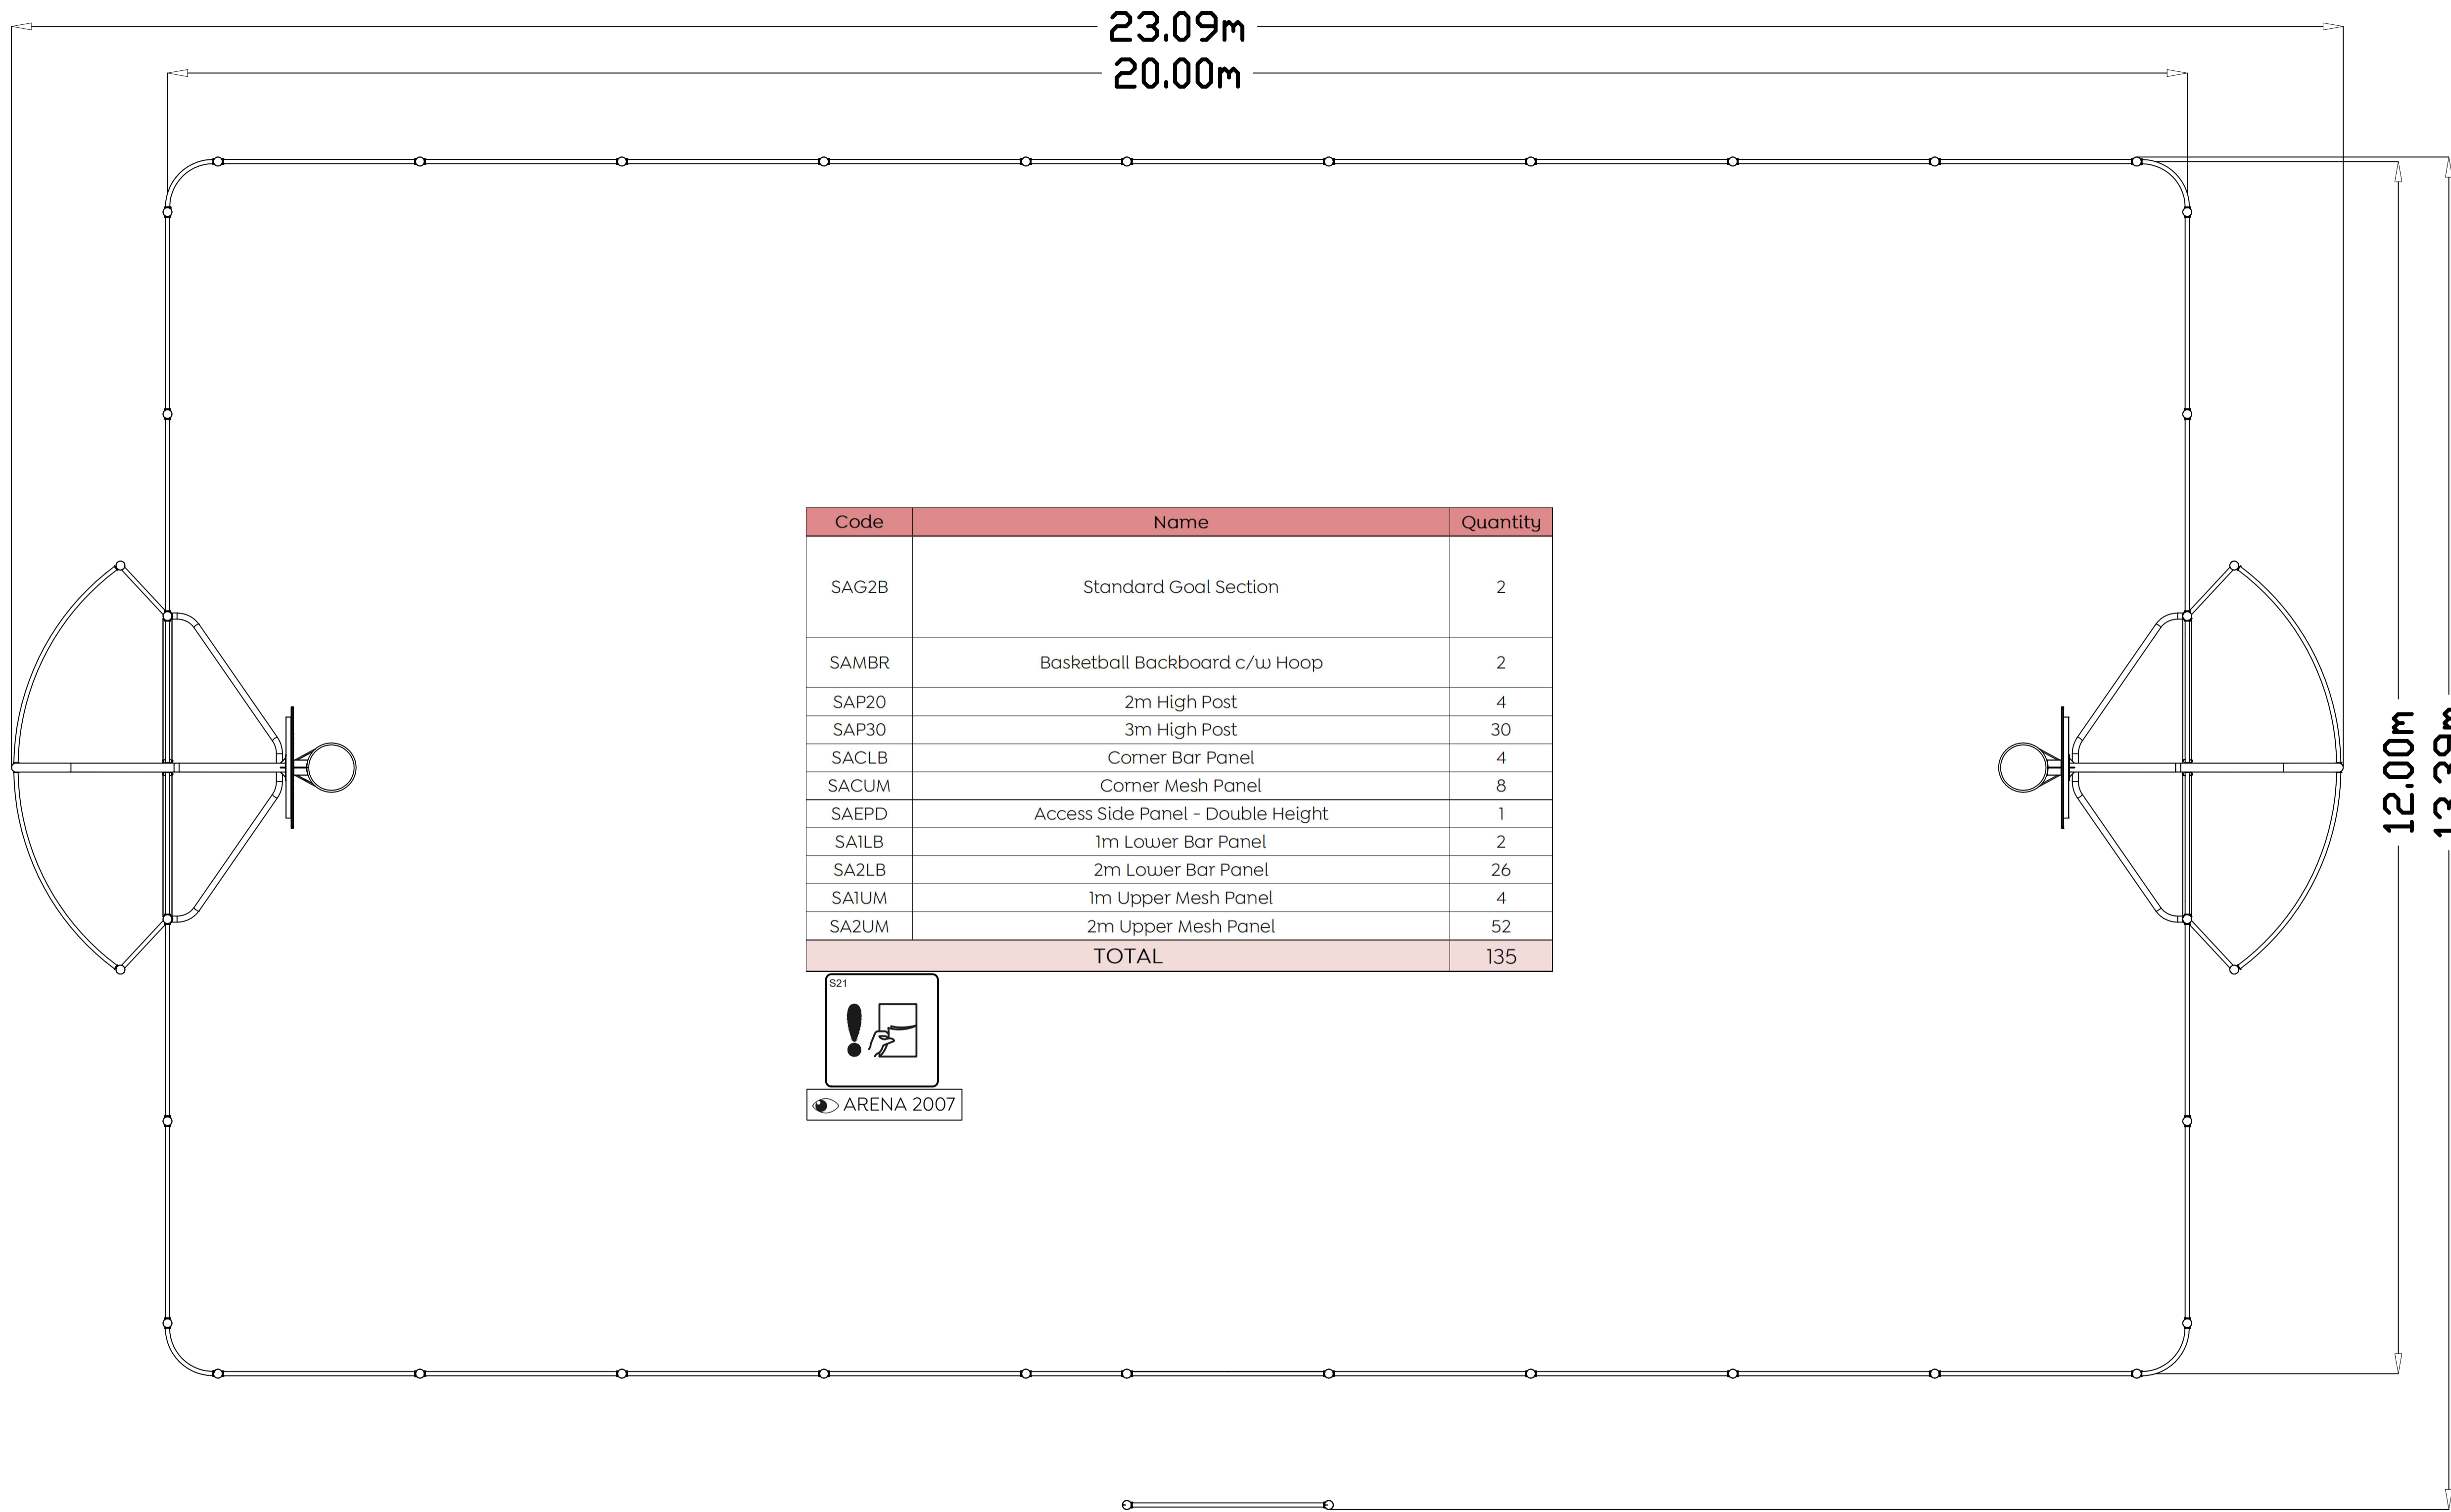 23.09m
20.00m
Code Name Quantity
SAG2B Standard Goal Section 2
SAMBR Basketball Backboard c/w Hoop 2
SAP20 2m High Post 4
SAP30 3m High Post 30
SACLB Corner Bar Panel 4
SACUM Corner Mesh Panel 8
SAEPD Access Side Panel - Double Height 1
SA1LB 1m Lower Bar Panel 2
SA2LB 2m Lower Bar Panel 26
SA1UM 1m Upper Mesh Panel 4
SA2UM 2m Upper Mesh Panel 52
TOTAL 135
S21
ARENA 2007
12.00m
13.39m